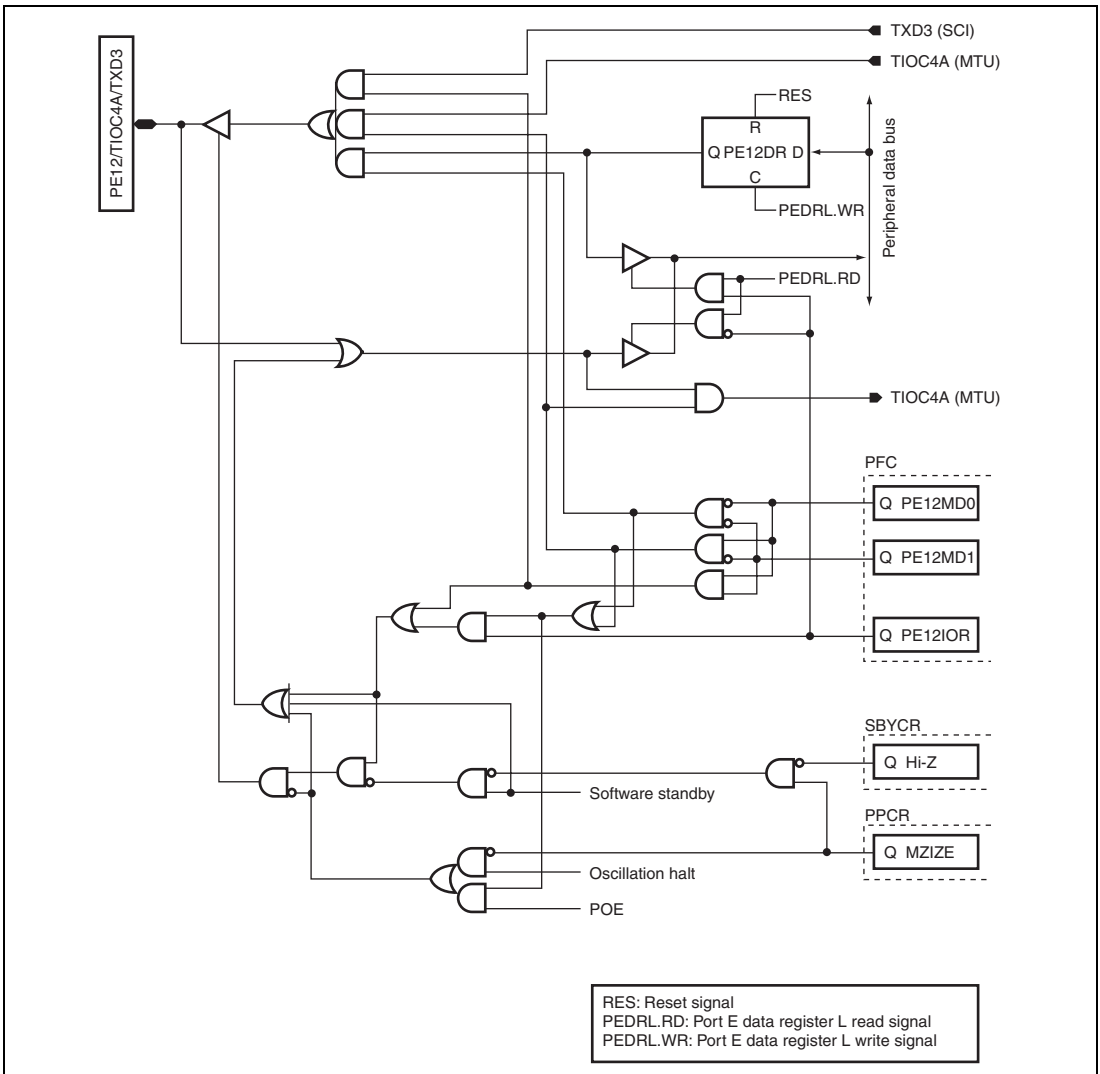 PE12/TIOC4A/TXD3
TXD3 (SCI)
TIOC4A (MTU)
RES
R
Q PE12DR D
C
PEDRL.WR
Peripheral data bus
PEDRL.RD
TIOC4A (MTU)
PFC
Q PE12MD0
Q PE12MD1
Q PE12IOR
SBYCR
Q Hi-Z
Software standby
PPCR
Q MZIZE
Oscillation halt
POE
RES: Reset signal
PEDRL.RD: Port E data register L read signal
PEDRL.WR: Port E data register L write signal